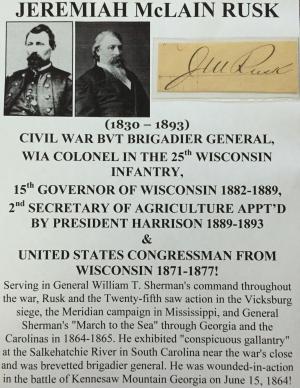 JEREMIAH McLAIN RUSK
J M Rusk
(1830 – 1893)
CIVIL WAR BVT BRIGADIER GENERAL,
WIA COLONEL IN THE 25th WISCONSIN
INFANTRY,
15th GOVERNOR OF WISCONSIN 1882-1889,
2nd SECRETARY OF AGRICULTURE APPT'D
BY PRESIDENT HARRISON 1889-1893
&
UNITED STATES CONGRESSMAN FROM
WISCONSIN 1871-1877!
Serving in General William T. Sherman's command throughout
the war, Rusk and the Twenty-fifth saw action in the Vicksburg
siege, the Meridian campaign in Mississippi, and General
Sherman's "March to the Sea" through Georgia and the
Carolinas in 1864-1865. He exhibited "conspicuous gallantry"
at the Salkehatchie River in South Carolina near the war's close
and was brevetted brigadier general. He was wounded-in-action
in the battle of Kennesaw Mountain Georgia on June 15, 1864!